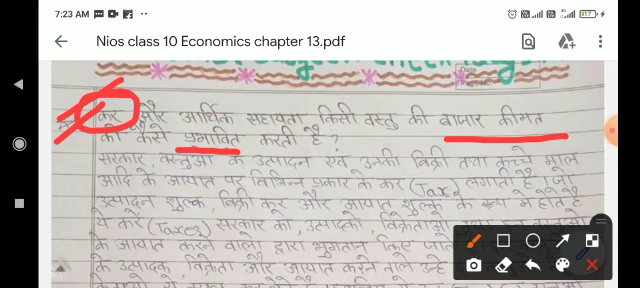 7:23 AM
Nios class 10 Economics chapter 13.pdf
कर और आर्थिक सहायता किसी वस्तु की बाजार कीमत
को कैसे प्रभावित करती है ?
सरकार, वस्तुओं के उत्पादन एवं उनकी बिक्री तथा कच्चे माल
आदि के आयात पर विभिन्न प्रकार के कर (Tax) लगाती है। जो
उत्पादन शुल्क, बिक्री कर और आयात शुल्क के रूप में होते हैं
ये कर (Taxes) सरकार को, उत्पादकों, विक्रेताओं
के आयात करने वालो द्वारा भुगतान किए
के उत्पादक, विक्रेता और आयात करने वाले उन्हें